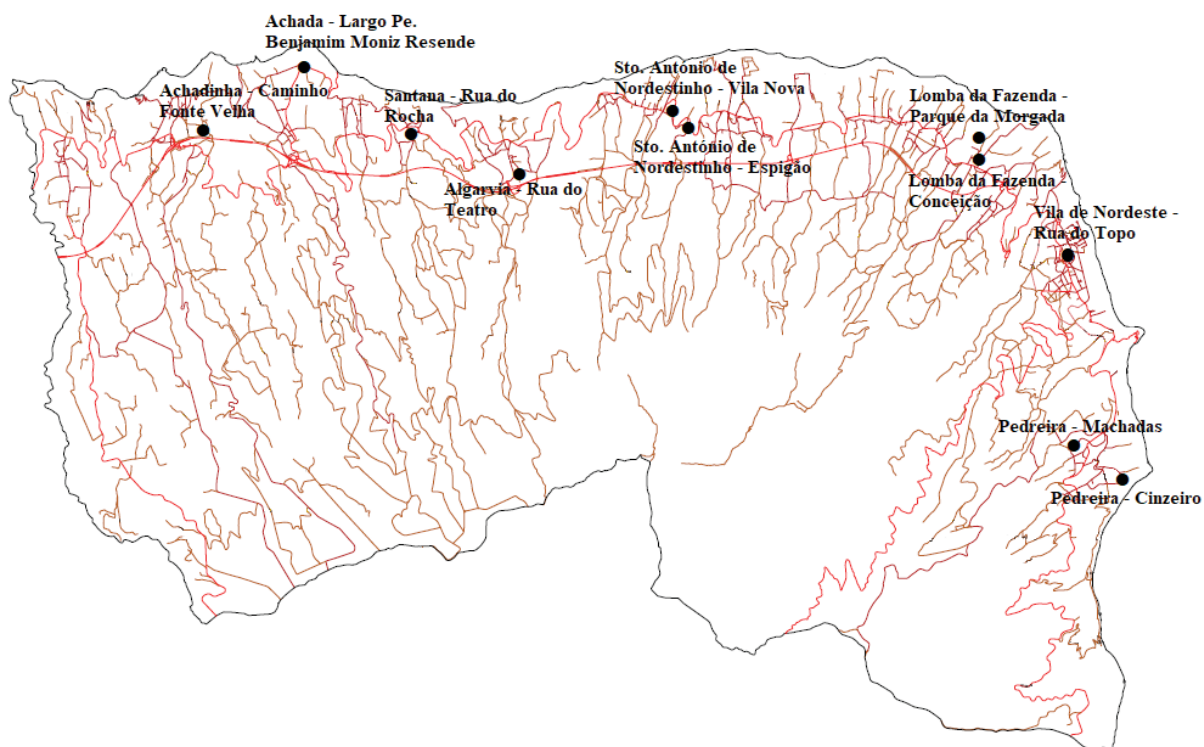 Achada - Largo Pe.
Benjamim Moniz Resende
Achadinha - Caminho
Fonte Velha
Santana - Rua do
Rocha
Sto. António de
Nordestinho - Vila Nova
Lomba da Fazenda -
Parque da Morgada
Sto. António de
Nordestinho - Espigão
Algarvia - Rua do
Teatro
Lomba da Fazenda -
Conceição
Vila de Nordeste -
Rua do Topo
Pedreira - Machadas
Pedreira - Cinzeiro